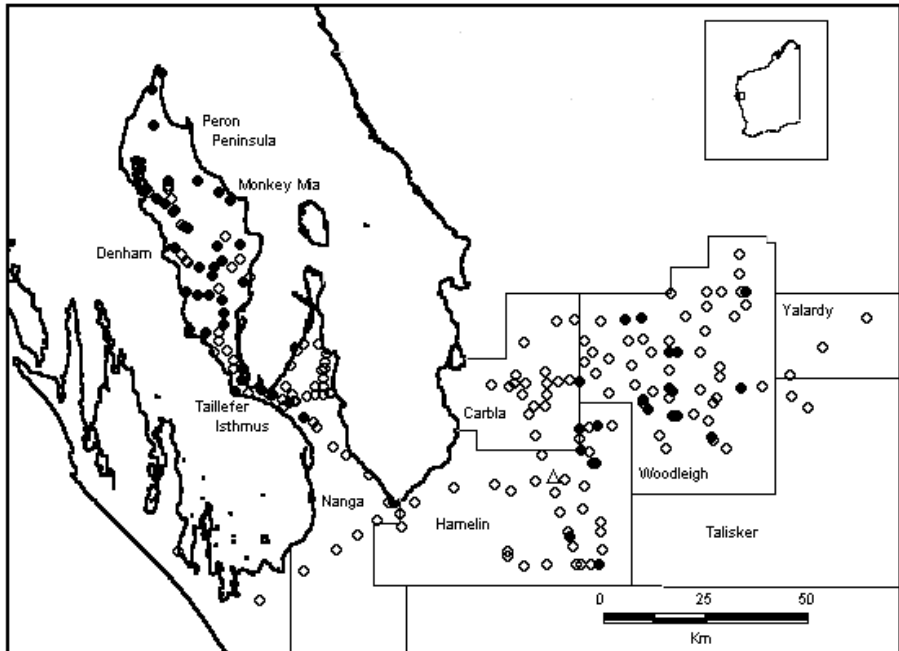 Peron
Peninsula
Monkey Mia
Denham
Yalardy
Taillefer
Isthmus
Carbla
Woodleigh
Nanga
Hamelin
Talisker
0 25 50
Km